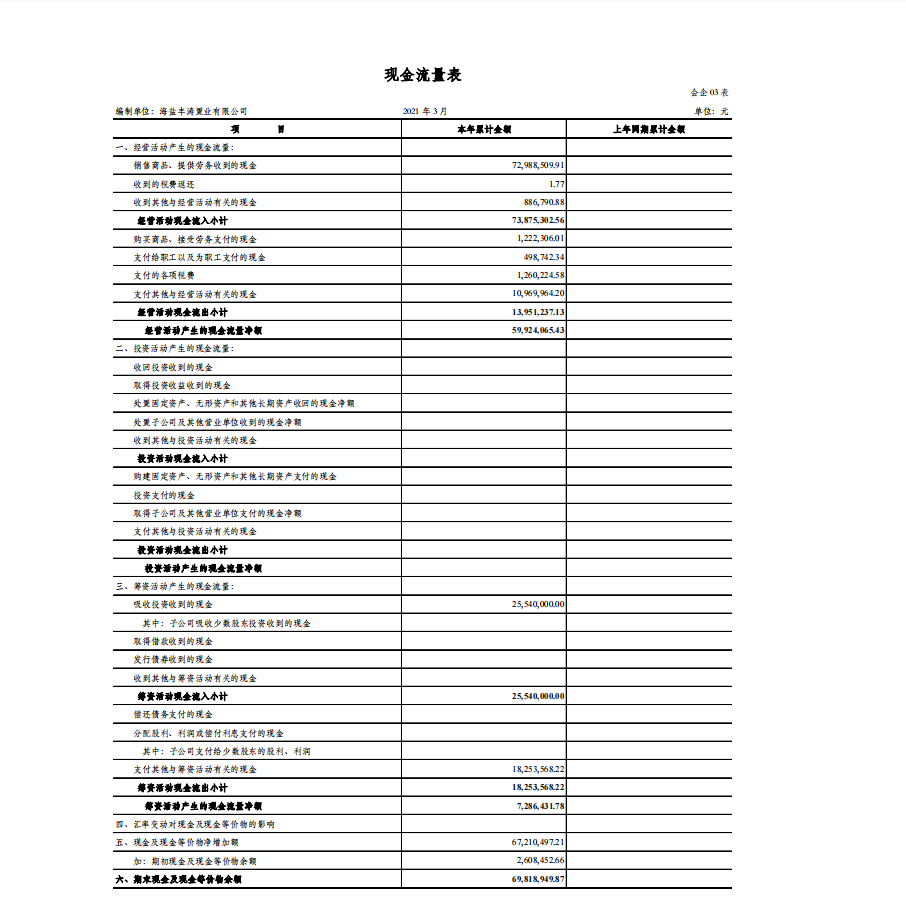 现金流量表
会企 03 表
编制单位：海盐丰涛置业有限公司 2021 年 3 月 单位：元
项 目 本年累计金额 上年同期累计金额
一、经营活动产生的现金流量：
销售商品、提供劳务收到的现金 72,988,509.91
收到的税费返还 1.77
收到其他与经营活动有关的现金 886,790.88
经营活动现金流入小计 73,875,302.56
购买商品、接受劳务支付的现金 1,222,306.01
支付给职工以及为职工支付的现金 498,742.34
支付的各项税费 1,260,224.58
支付其他与经营活动有关的现金 10,969,964.20
经营活动现金流出小计 13,951,237.13
经营活动产生的现金流量净额 59,924,065.43
二、投资活动产生的现金流量：
收回投资收到的现金
取得投资收益收到的现金
处置固定资产、无形资产和其他长期资产收回的现金净额
处置子公司及其他营业单位收到的现金净额
收到其他与投资活动有关的现金
投资活动现金流入小计
购建固定资产、无形资产和其他长期资产支付的现金
投资支付的现金
取得子公司及其他营业单位支付的现金净额
支付其他与投资活动有关的现金
投资活动现金流出小计
投资活动产生的现金流量净额
三、筹资活动产生的现金流量：
吸收投资收到的现金 25,540,000.00
其中：子公司吸收少数股东投资收到的现金
取得借款收到的现金
发行债券收到的现金
收到其他与筹资活动有关的现金
筹资活动现金流入小计 25,540,000.00
偿还债务支付的现金
分配股利、利润或偿付利息支付的现金
其中：子公司支付给少数股东的股利、利润
支付其他与筹资活动有关的现金 18,253,568.22
筹资活动现金流出小计 18,253,568.22
筹资活动产生的现金流量净额 7,286,431.78
四、汇率变动对现金及现金等价物的影响
五、现金及现金等价物净增加额 67,210,497.21
加：期初现金及现金等价物余额 2,608,452.66
六、期末现金及现金等价物余额 69,818,949.87